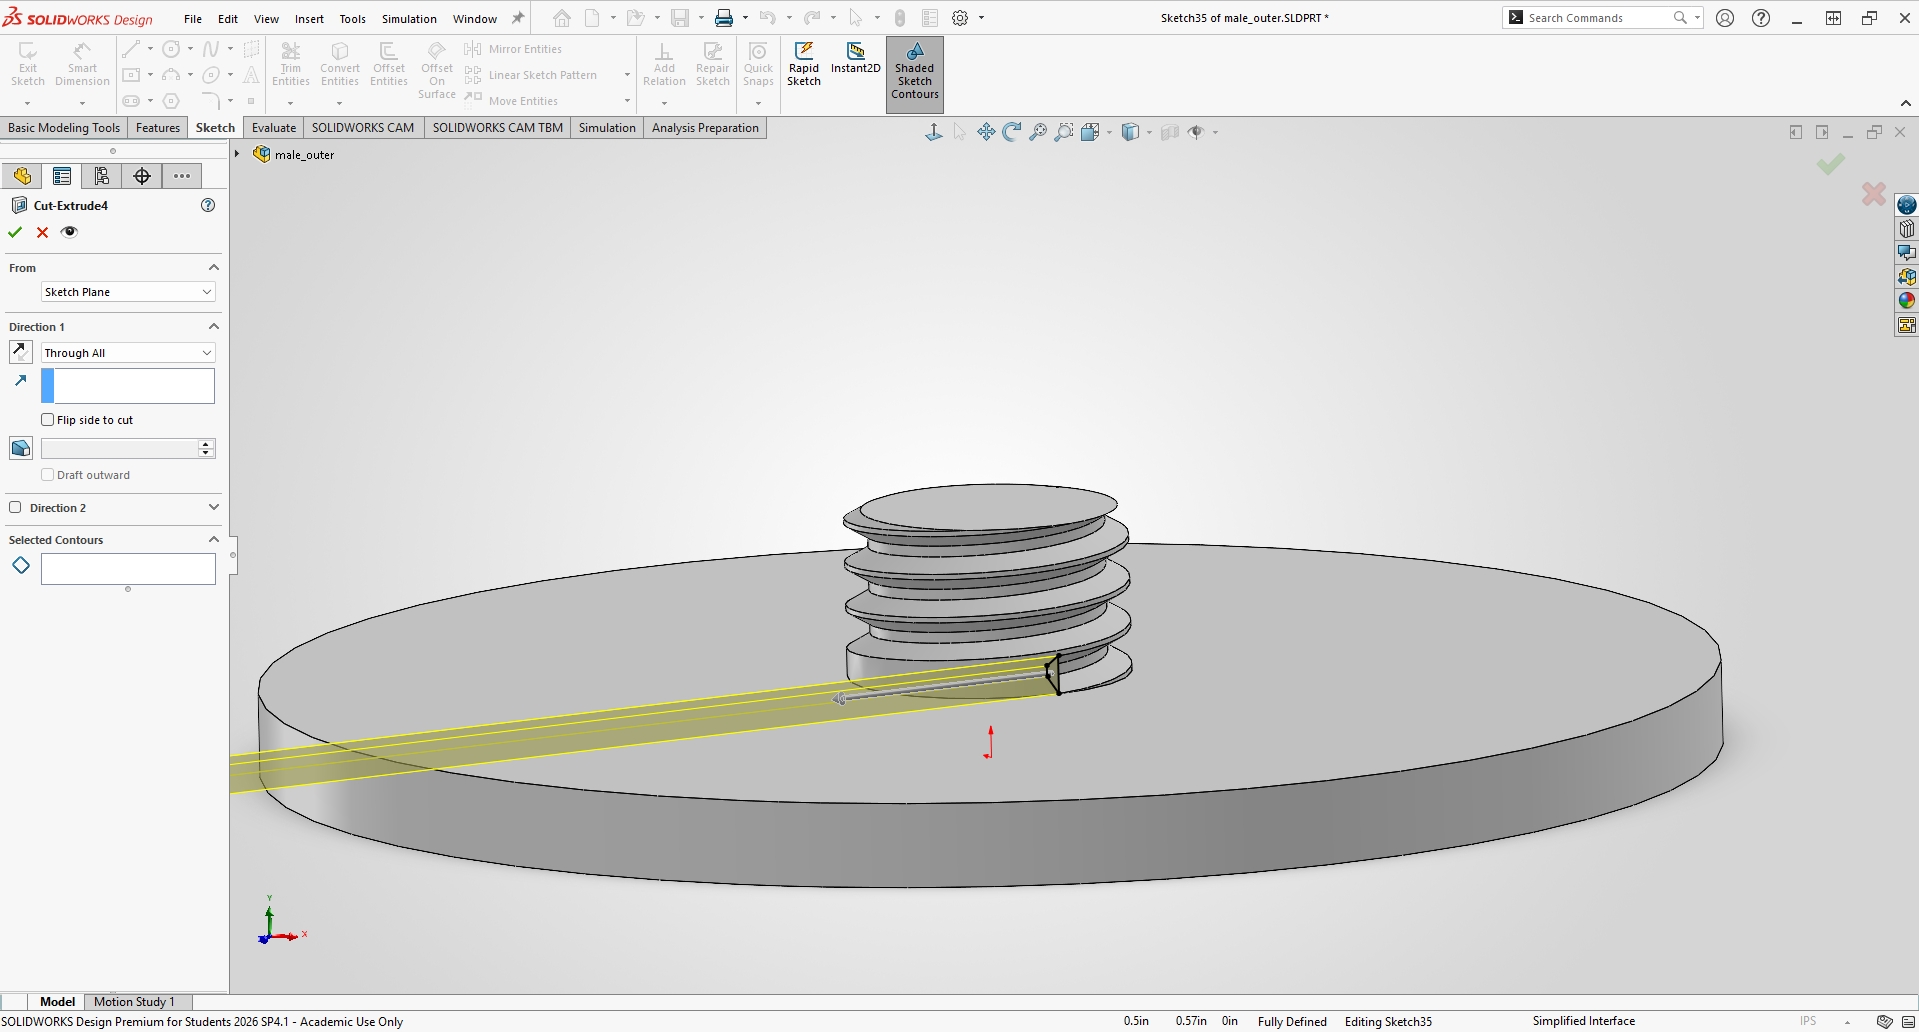 SOLIDWORKS Design
File Edit View Insert Tools Simulation Window
Sketch35 of male_outer.SLDPRT *
Search Commands
Exit Sketch
Smart Dimension
Trim Entities
Convert Entities
Offset Entities
Offset On Surface
Mirror Entities
Linear Sketch Pattern
Move Entities
Add Relation
Repair Sketch
Quick Snaps
Rapid Sketch
Instant2D
Shaded Sketch Contours
Basic Modeling Tools Features Sketch Evaluate SOLIDWORKS CAM SOLIDWORKS CAM TBM Simulation Analysis Preparation
male_outer
Cut-Extrude4
From
Sketch Plane
Direction 1
Through All
Flip side to cut
Draft outward
Direction 2
Selected Contours
Y
X
Model Motion Study 1
SOLIDWORKS Design Premium for Students 2026 SP4.1 - Academic Use Only
0.5in 0.57in 0in Fully Defined Editing Sketch35 Simplified Interface IPS